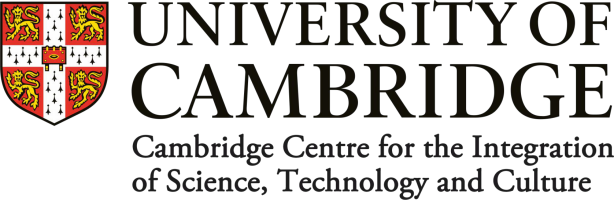 UNIVERSITY OF
CAMBRIDGE
Cambridge Centre for the Integration
of Science, Technology and Culture